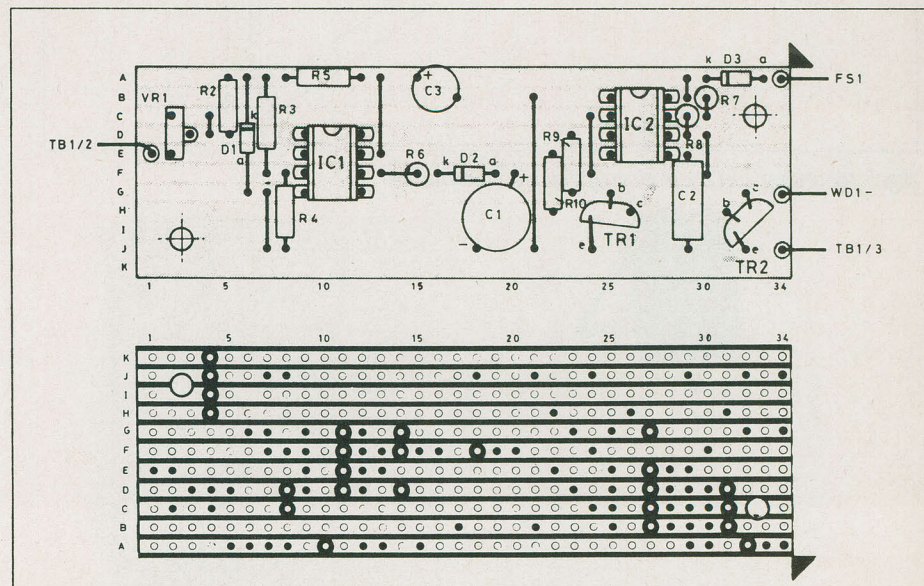 k D3 a
A R5 + FS1
B VR1 R2 C3 R7
C k R3 IC2
D D1 R9 R8
TB1/2 E a IC1 R6 k D2 a
F +
G b c WD1-
H R4 C1 R10 c C2 b
I TR1
J - e e TB1/3
K TR2
1 5 10 15 20 25 30 34
1 5 10 15 20 25 30 34
K
J
I
H
G
F
E
D
C
B
A